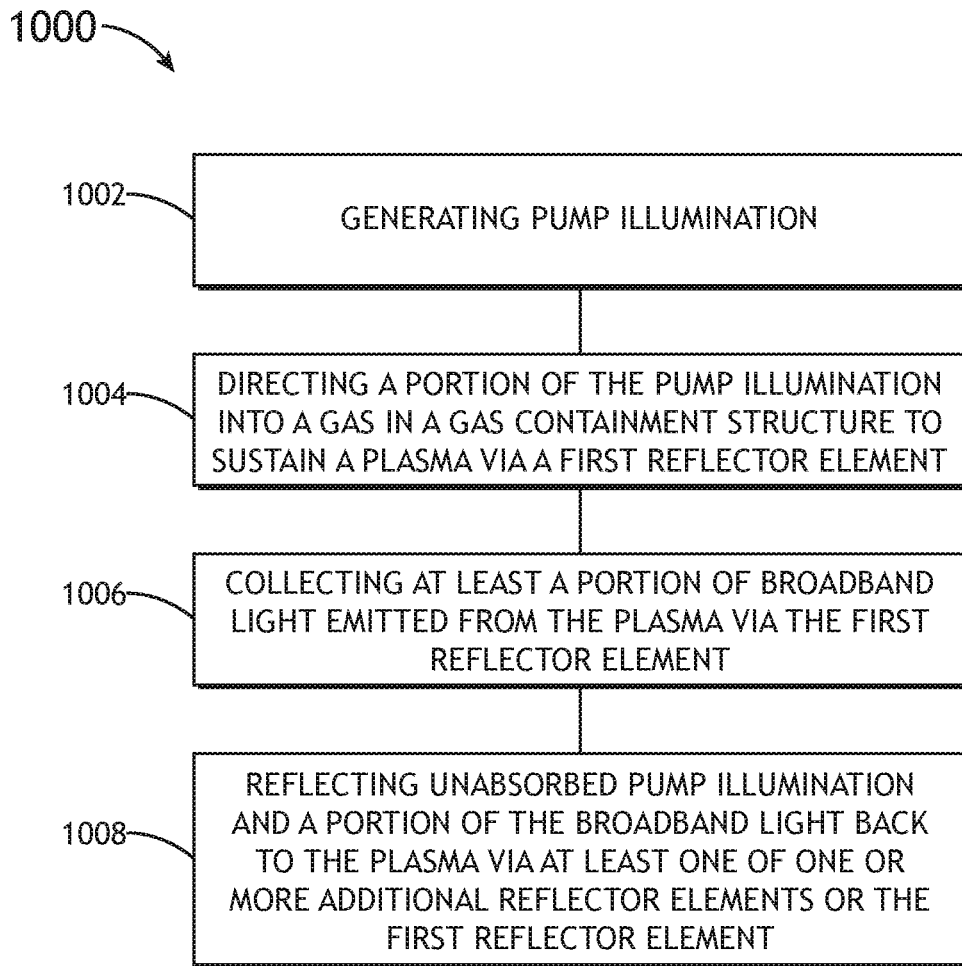 1000
1002
GENERATING PUMP ILLUMINATION
1004
DIRECTING A PORTION OF THE PUMP ILLUMINATION
INTO A GAS IN A GAS CONTAINMENT STRUCTURE TO
SUSTAIN A PLASMA VIA A FIRST REFLECTOR ELEMENT
1006
COLLECTING AT LEAST A PORTION OF BROADBAND
LIGHT EMITTED FROM THE PLASMA VIA THE FIRST
REFLECTOR ELEMENT
1008
REFLECTING UNABSORBED PUMP ILLUMINATION
AND A PORTION OF THE BROADBAND LIGHT BACK
TO THE PLASMA VIA AT LEAST ONE OF ONE OR
MORE ADDITIONAL REFLECTOR ELEMENTS OR THE
FIRST REFLECTOR ELEMENT